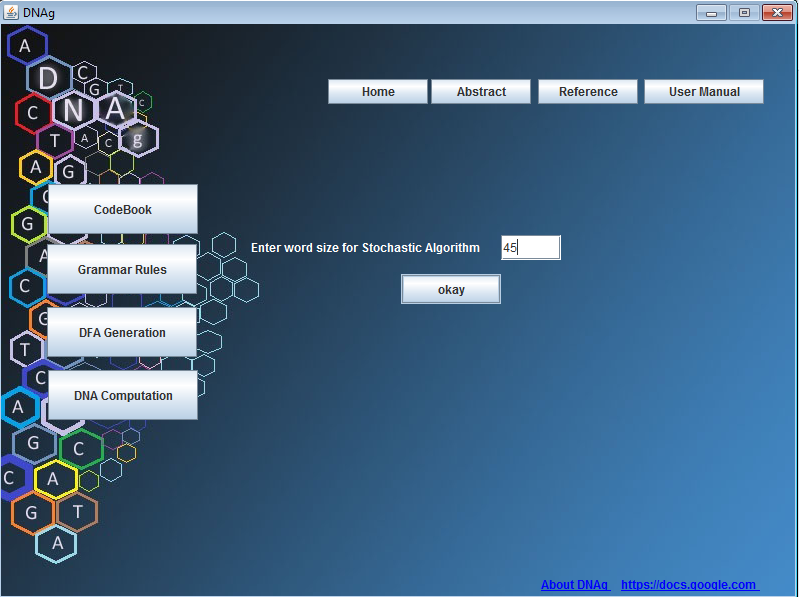 DNAg
A
D
C
G
T
C
C
N
A
T
A
C
g
A
G
C
G
A
C
G
T
C
A
G
C
C
A
G
T
A
Home
Abstract
Reference
User Manual
CodeBook
Grammar Rules
DFA Generation
DNA Computation
Enter word size for Stochastic Algorithm 45
okay
About DNAg https://docs.google.com